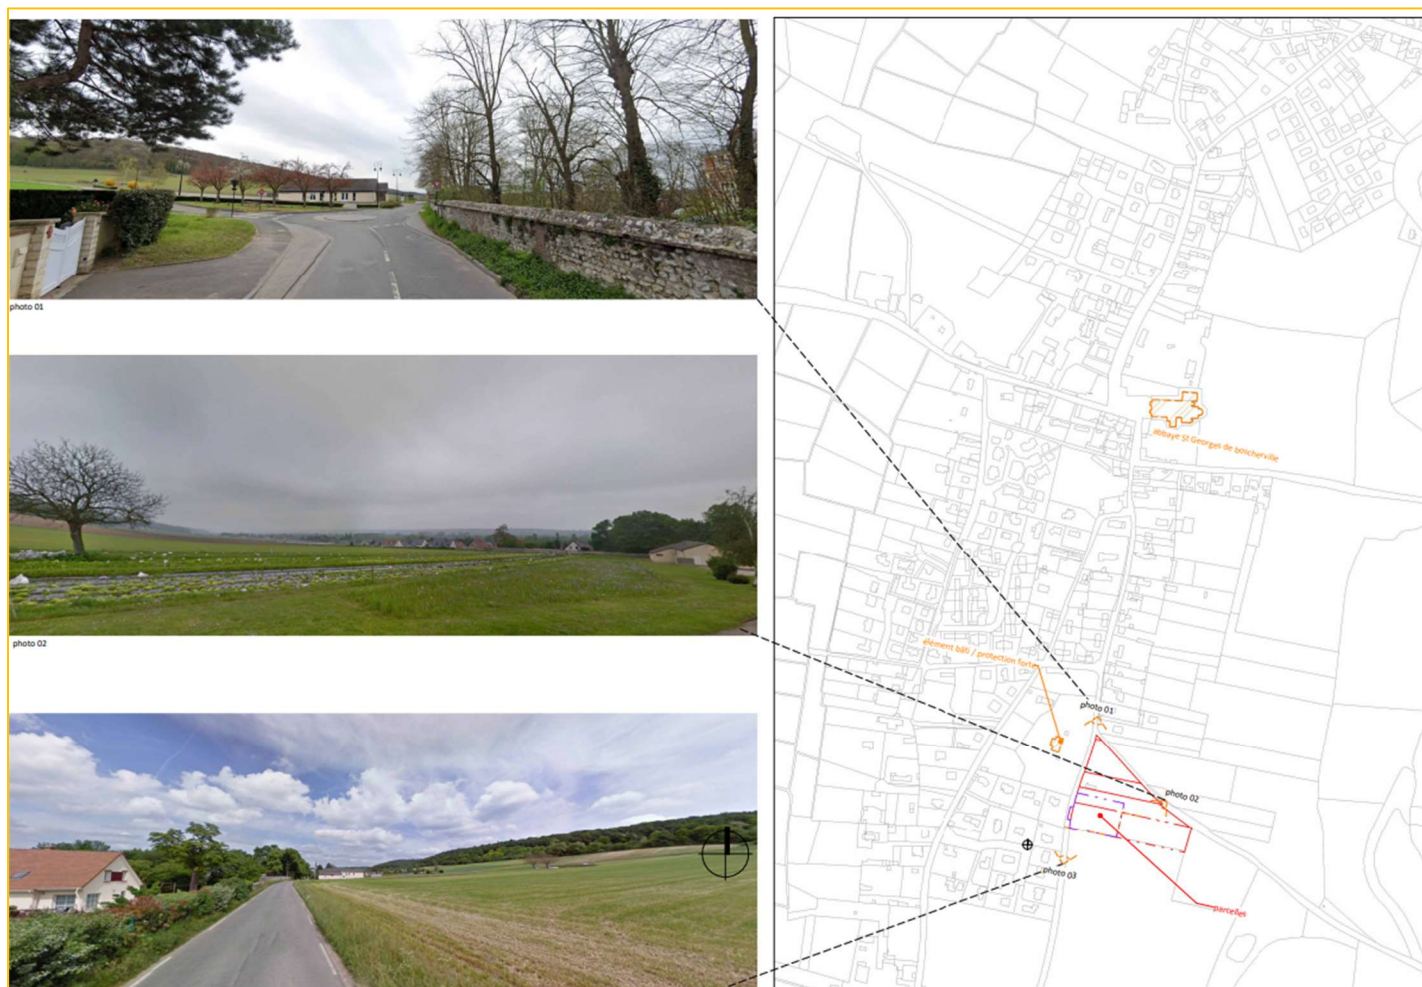 photo 01
photo 02
abbaye St Georges de boscherville
élément bâti / protection forte
photo 01
photo 02
photo 03
parcelles